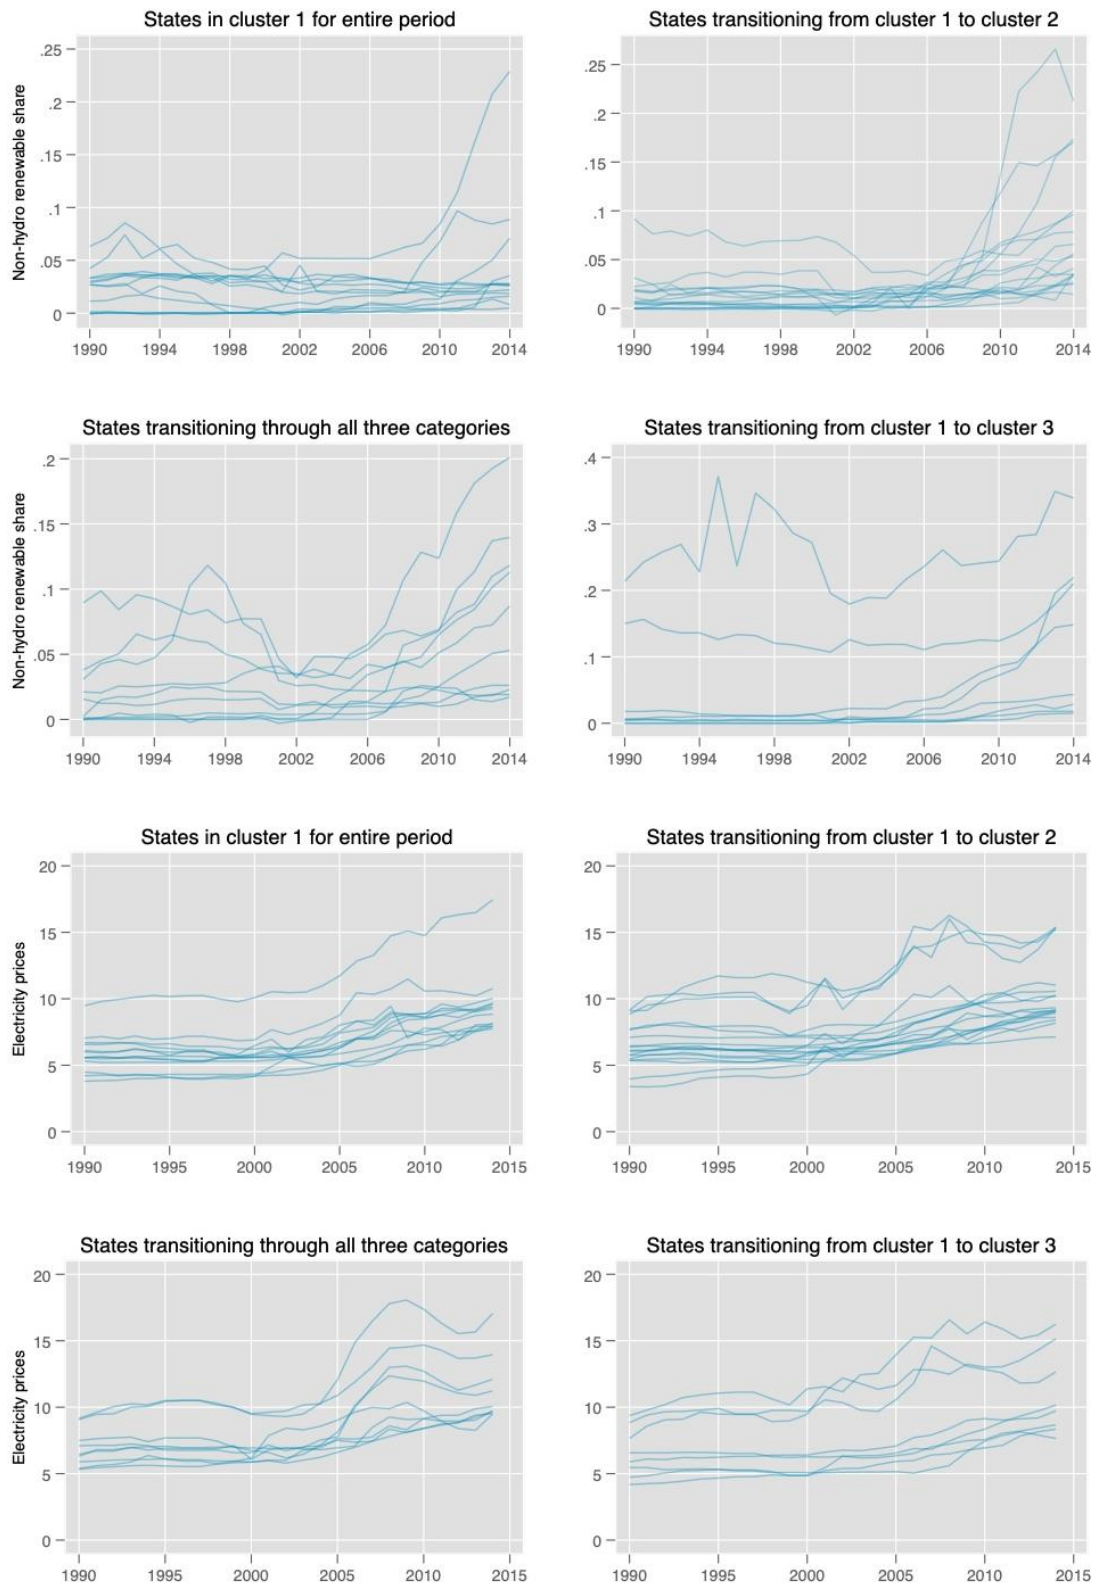 States in cluster 1 for entire period
States transitioning from cluster 1 to cluster 2
Non-hydro renewable share
.25
.2
.15
.1
.05
0
1990 1994 1998 2002 2006 2010 2014
.25
.2
.15
.1
.05
0
1990 1994 1998 2002 2006 2010 2014
States transitioning through all three categories
States transitioning from cluster 1 to cluster 3
Non-hydro renewable share
.2
.15
.1
.05
0
1990 1994 1998 2002 2006 2010 2014
.4
.3
.2
.1
0
1990 1994 1998 2002 2006 2010 2014
States in cluster 1 for entire period
States transitioning from cluster 1 to cluster 2
Electricity prices
20
15
10
5
0
1990 1995 2000 2005 2010 2015
20
15
10
5
0
1990 1995 2000 2005 2010 2015
States transitioning through all three categories
States transitioning from cluster 1 to cluster 3
Electricity prices
20
15
10
5
0
1990 1995 2000 2005 2010 2015
20
15
10
5
0
1990 1995 2000 2005 2010 2015